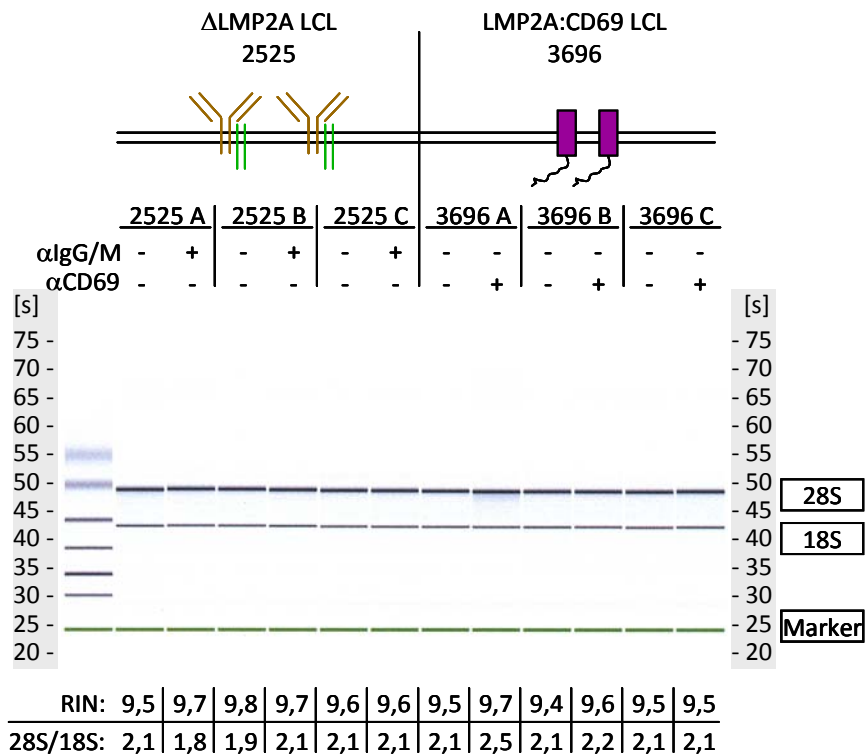 ΔLMP2A LCL LMP2A:CD69 LCL
2525 3696
2525 A 2525 B 2525 C 3696 A 3696 B 3696 C
αIgG/M - + - + - + - - - - - -
αCD69 - - - - - - - + - + - +
[s] [s]
75 - - 75
70 - - 70
65 - - 65
60 - - 60
55 - - 55
50 - - 50
28S
45 - - 45
40 - - 40 18S
35 - - 35
30 - - 30
25 - - 25 Marker
20 - - 20
RIN: 9,5 9,7 9,8 9,7 9,6 9,6 9,5 9,7 9,4 9,6 9,5 9,5
28S/18S: 2,1 1,8 1,9 2,1 2,1 2,1 2,1 2,5 2,1 2,2 2,1 2,1